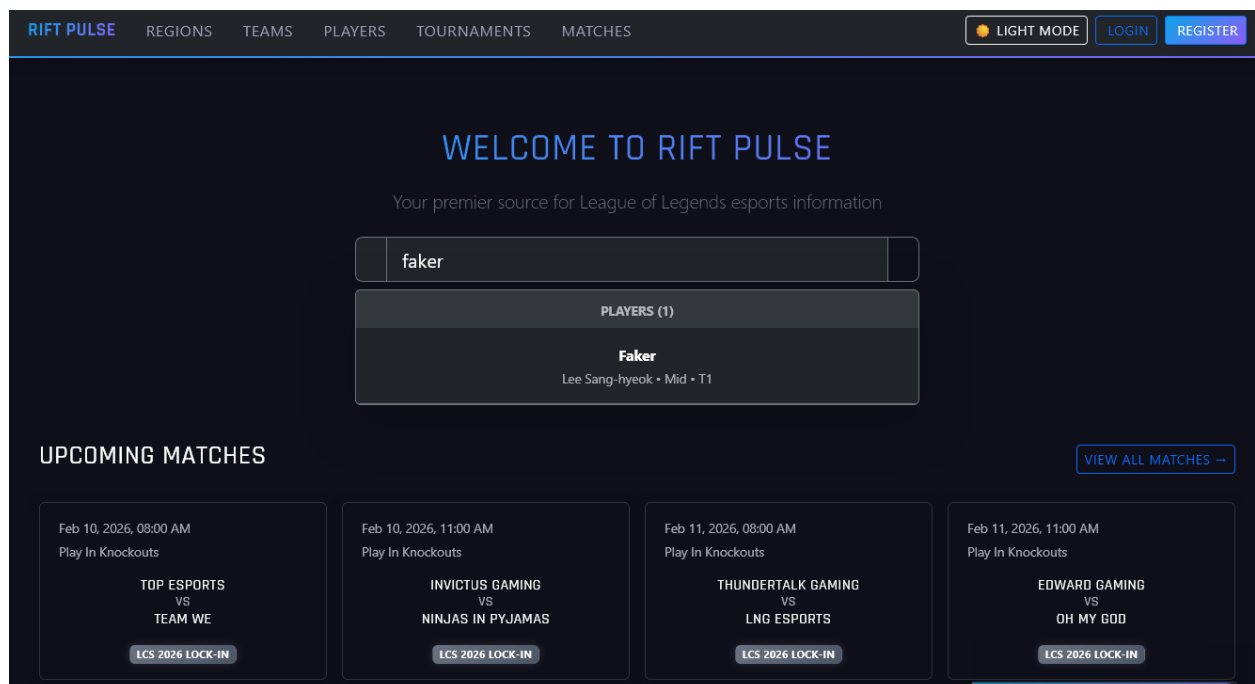 RIFT PULSE REGIONS TEAMS PLAYERS TOURNAMENTS MATCHES LIGHT MODE LOGIN REGISTER
WELCOME TO RIFT PULSE
Your premier source for League of Legends esports information
faker
PLAYERS (1)
Faker
Lee Sang-hyeok • Mid • T1
UPCOMING MATCHES
VIEW ALL MATCHES →
Feb 10, 2026, 08:00 AM
Play In Knockouts
TOP ESPORTS
VS
TEAM WE
LCS 2026 LOCK-IN
Feb 10, 2026, 11:00 AM
Play In Knockouts
INVICTUS GAMING
VS
NINJAS IN PYJAMAS
LCS 2026 LOCK-IN
Feb 11, 2026, 08:00 AM
Play In Knockouts
THUNDERTALK GAMING
VS
LNG ESPORTS
LCS 2026 LOCK-IN
Feb 11, 2026, 11:00 AM
Play In Knockouts
EDWARD GAMING
VS
OH MY GOD
LCS 2026 LOCK-IN